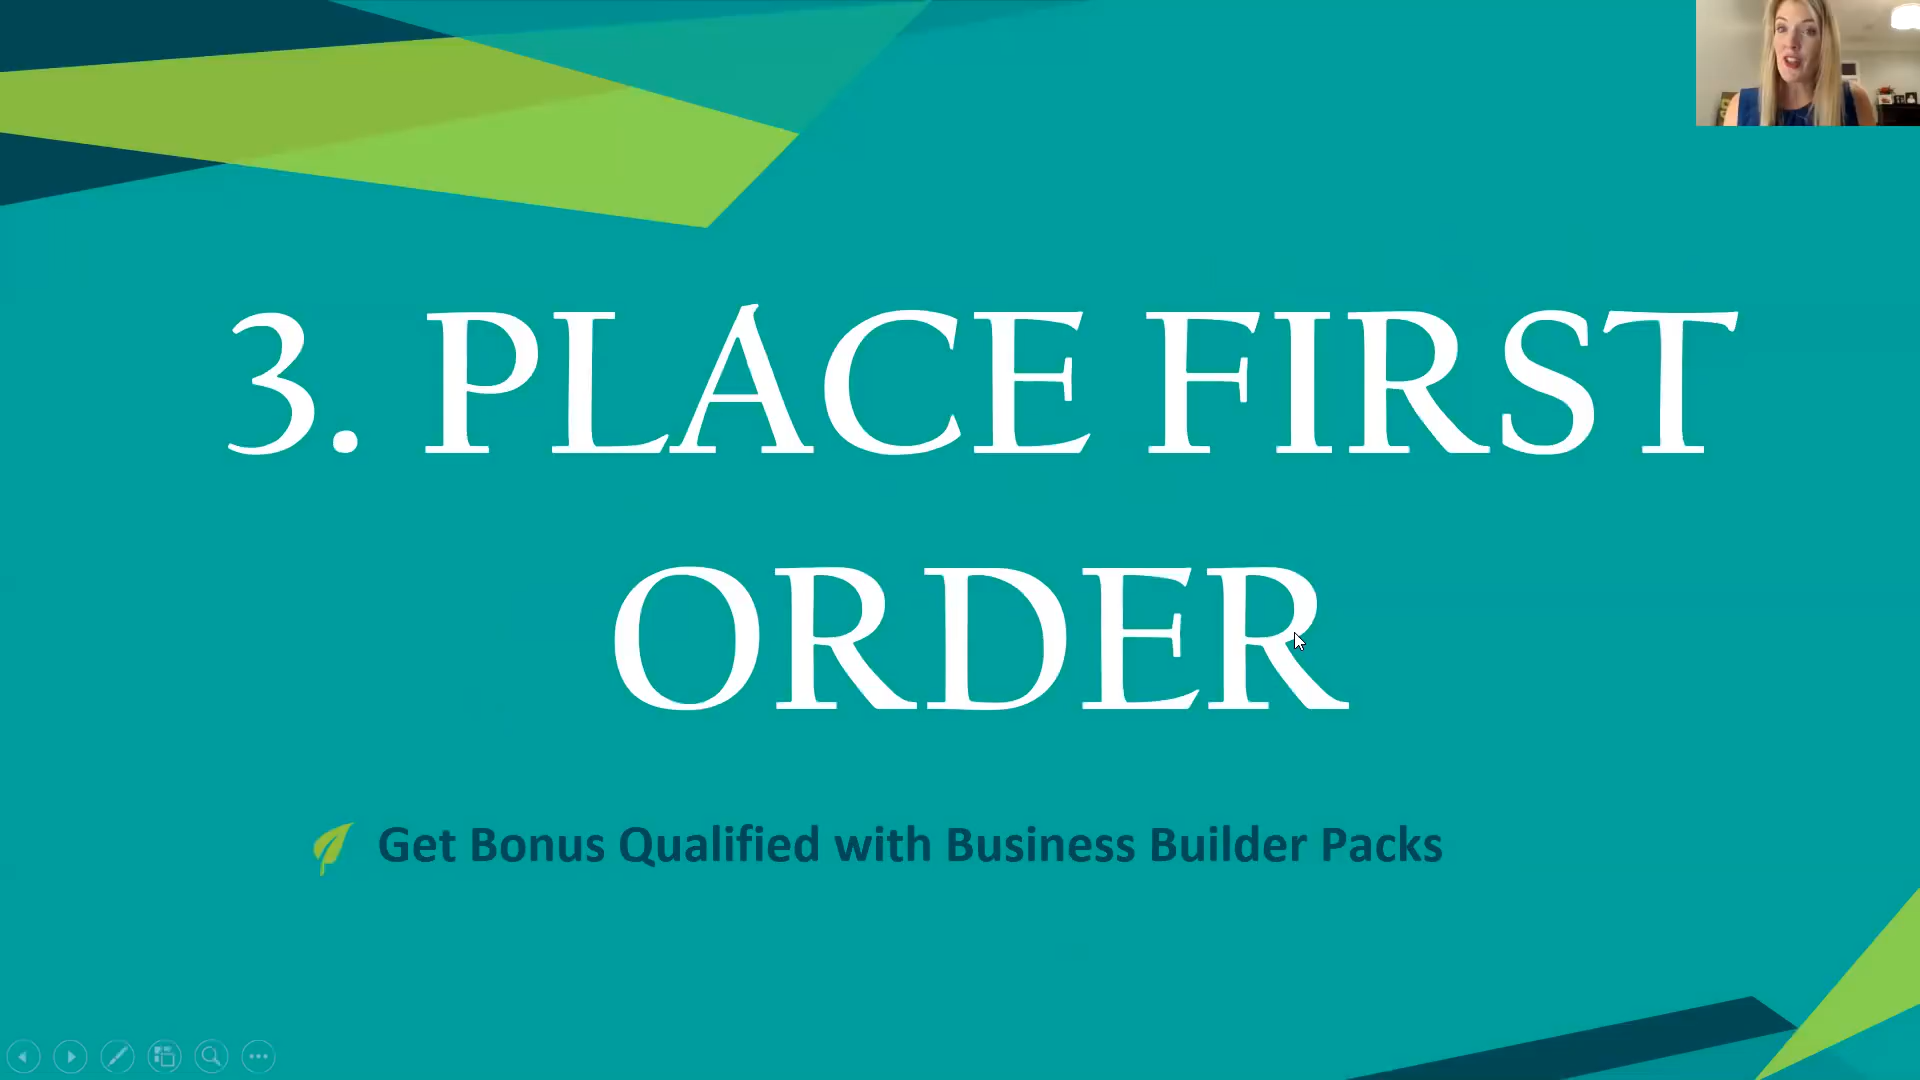 3. PLACE FIRST
ORDER
Get Bonus Qualified with Business Builder Packs